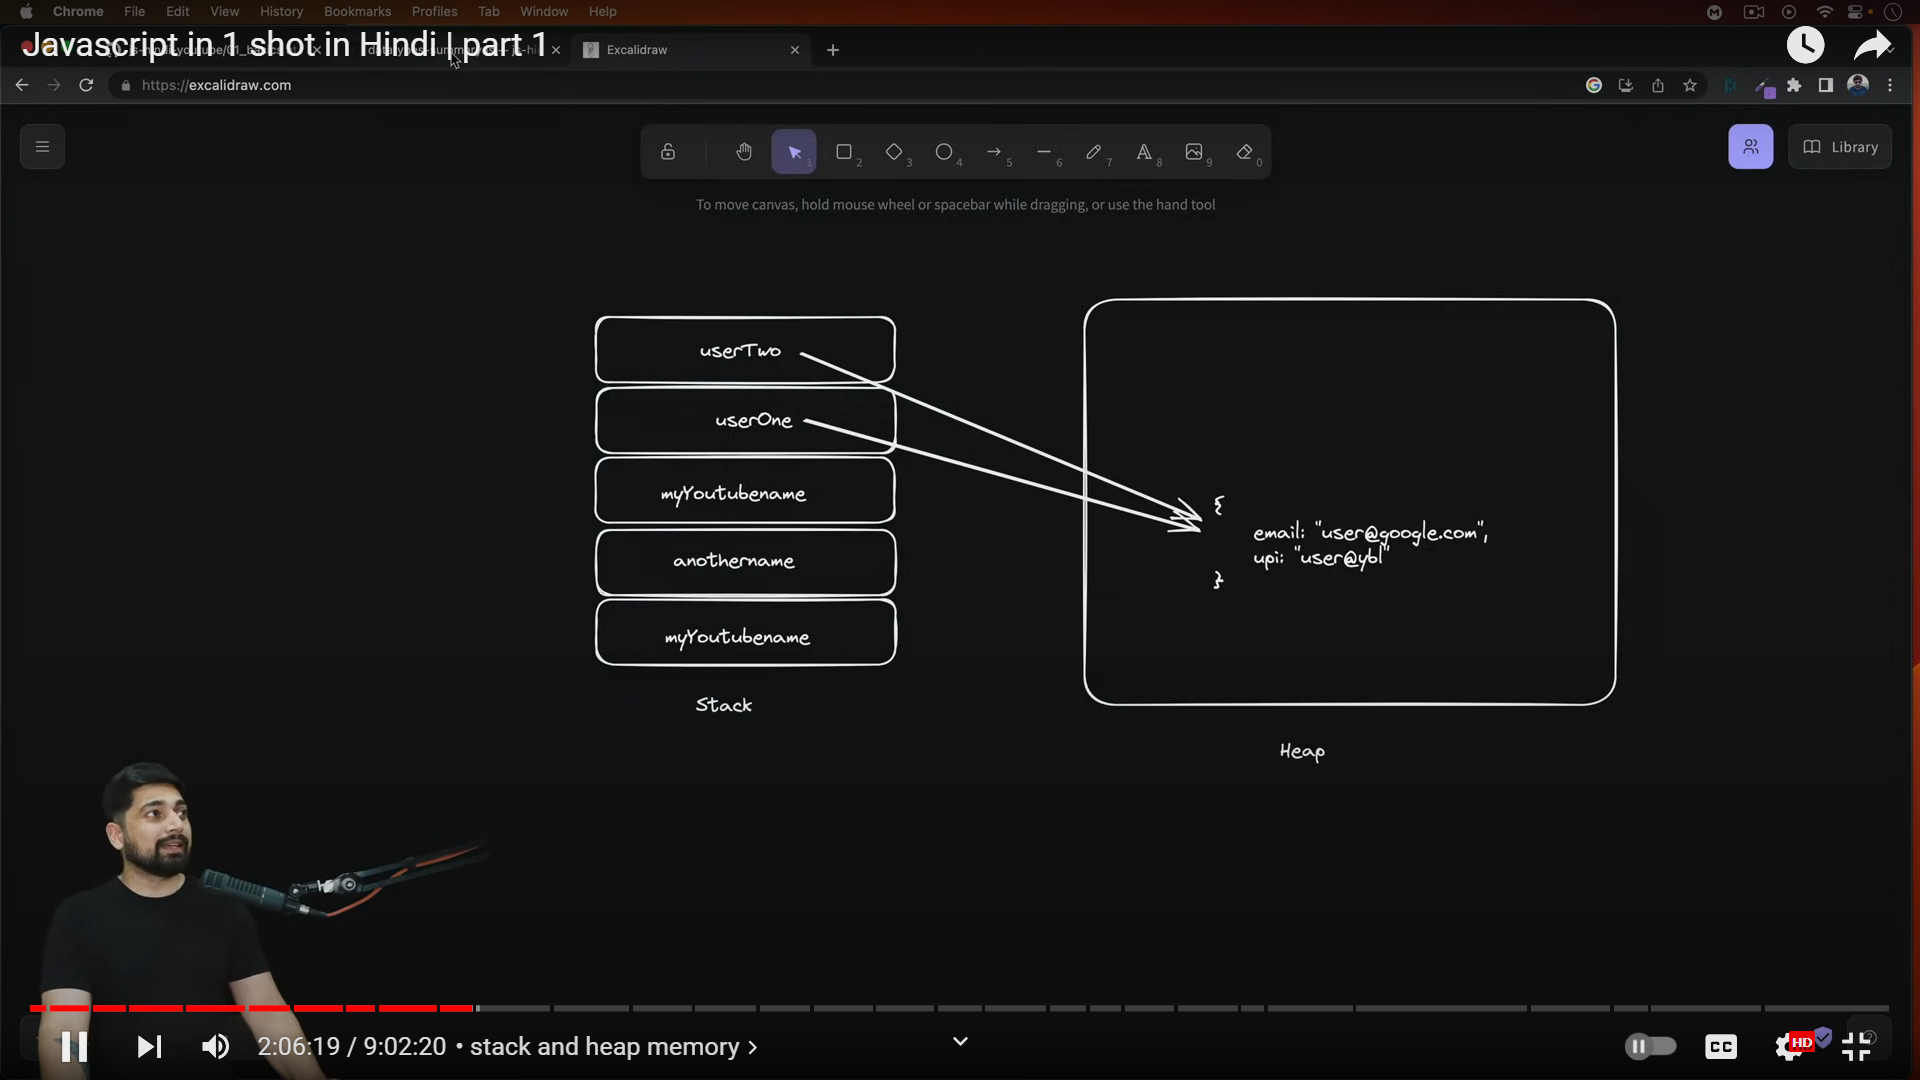 Chrome File Edit View History Bookmarks Profiles Tab Window Help
Javascript in 1 shot in Hindi | part 1
Excalidraw
https://excalidraw.com
1 2 3 4 5 6 7 8 9 0
Library
To move canvas, hold mouse wheel or spacebar while dragging, or use the hand tool
userTwo
userOne
myYoutubename
anothername
myYoutubename
Stack
{
email: "user@google.com",
upi: "user@ybl"
}
Heap
2:06:19 / 9:02:20 • stack and heap memory
CC
HD